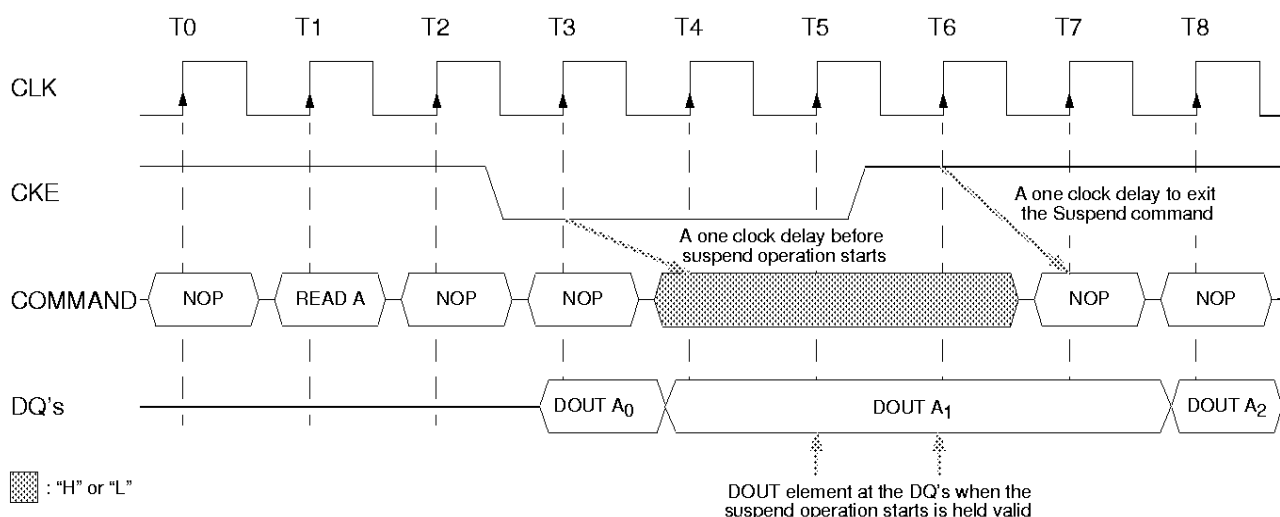 T0 T1 T2 T3 T4 T5 T6 T7 T8
CLK
CKE
A one clock delay to exit
the Suspend command
A one clock delay before
suspend operation starts
COMMAND NOP READ A NOP NOP NOP NOP
DQ's DOUT A0 DOUT A1 DOUT A2
: “H” or “L”
DOUT element at the DQ's when the
suspend operation starts is held valid